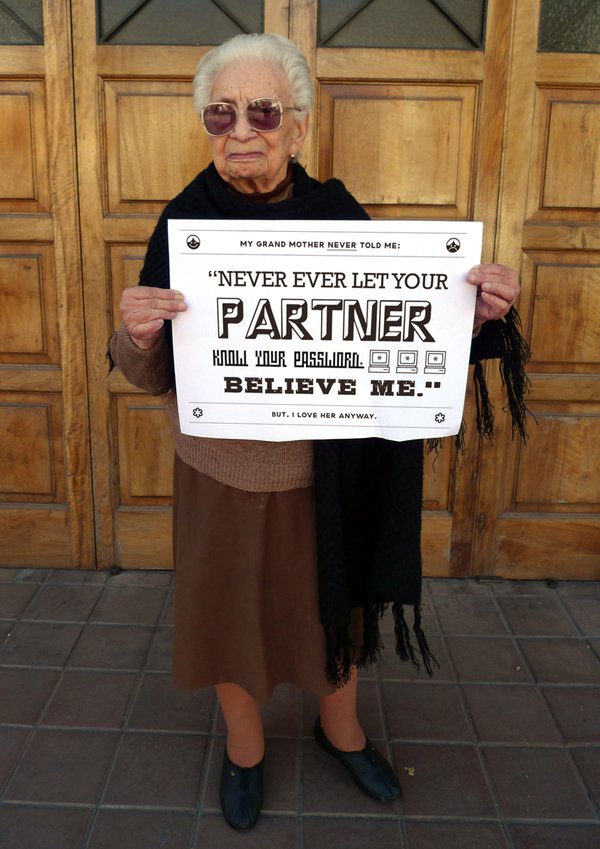 MY GRAND MOTHER NEVER TOLD ME:
“NEVER EVER LET YOUR
PARTNER
KNOW YOUR PASSWORD.
BELIEVE ME."
BUT, I LOVE HER ANYWAY.